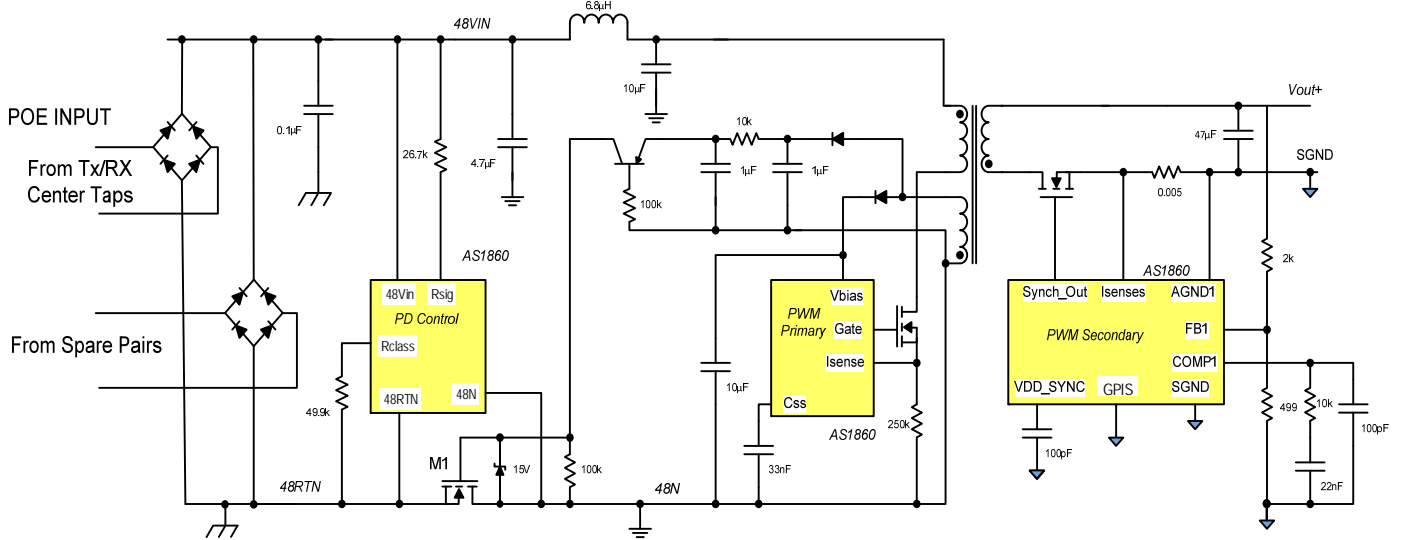 6.8µH
48VIN
10µF
Vout+
POE INPUT
0.1µF
10k
47µF
26.7k
4.7µF
SGND
From Tx/RX
Center Taps
1µF
1µF
0.005
100k
AS1860
2k
AS1860
48Vin
Rsig
Vbias
Synch_Out
Isenses
AGND1
PD Control
PWM
Primary
Gate
FB1
PWM Secondary
From Spare Pairs
Rclass
Isense
COMP1
10µF
VDD_SYNC
GPIS
SGND
48RTN
48N
49.9k
Css
499
10k
100pF
AS1860
250k
M1
15V
100k
33nF
100pF
22nF
48RTN
48N